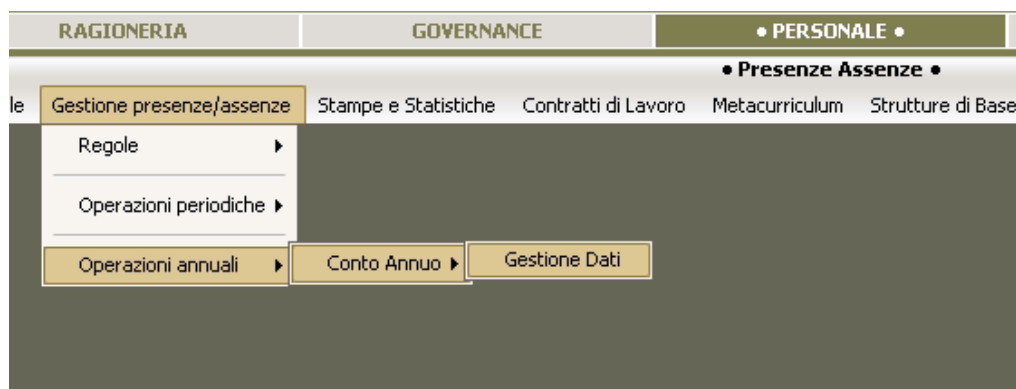 RAGIONERIA GOVERNANCE • PERSONALE •
• Presenze Assenze •
le Gestione presenze/assenze Stampe e Statistiche Contratti di Lavoro Metacurriculum Strutture di Base
Regole
Operazioni periodiche
Operazioni annuali Conto Annuo Gestione Dati